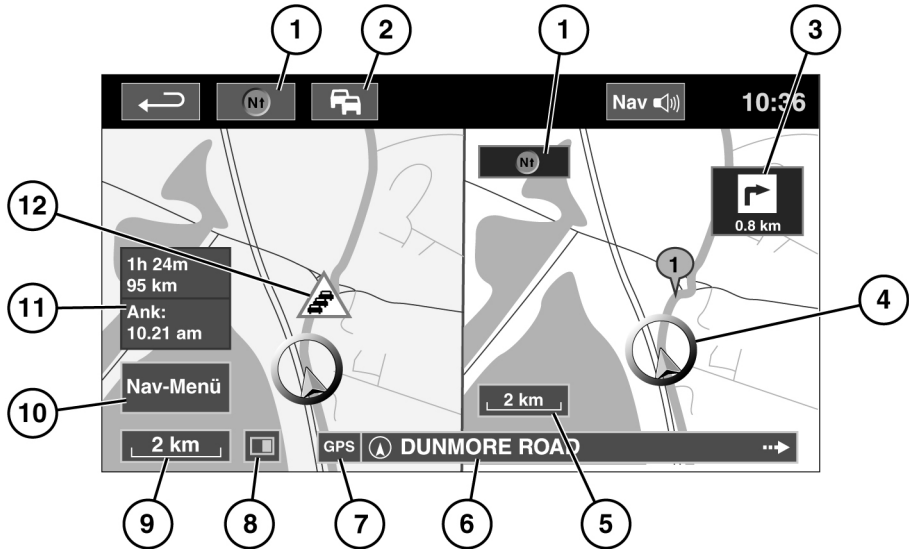 1
2
1
3
Nt
Nav
10:36
Nt
0.8 km
12
1h 24m
95 km
1
11
Ank:
10.21 am
4
10
Nav-Menü
2 km
2 km
GPS
DUNMORE ROAD
9
8
7
6
5